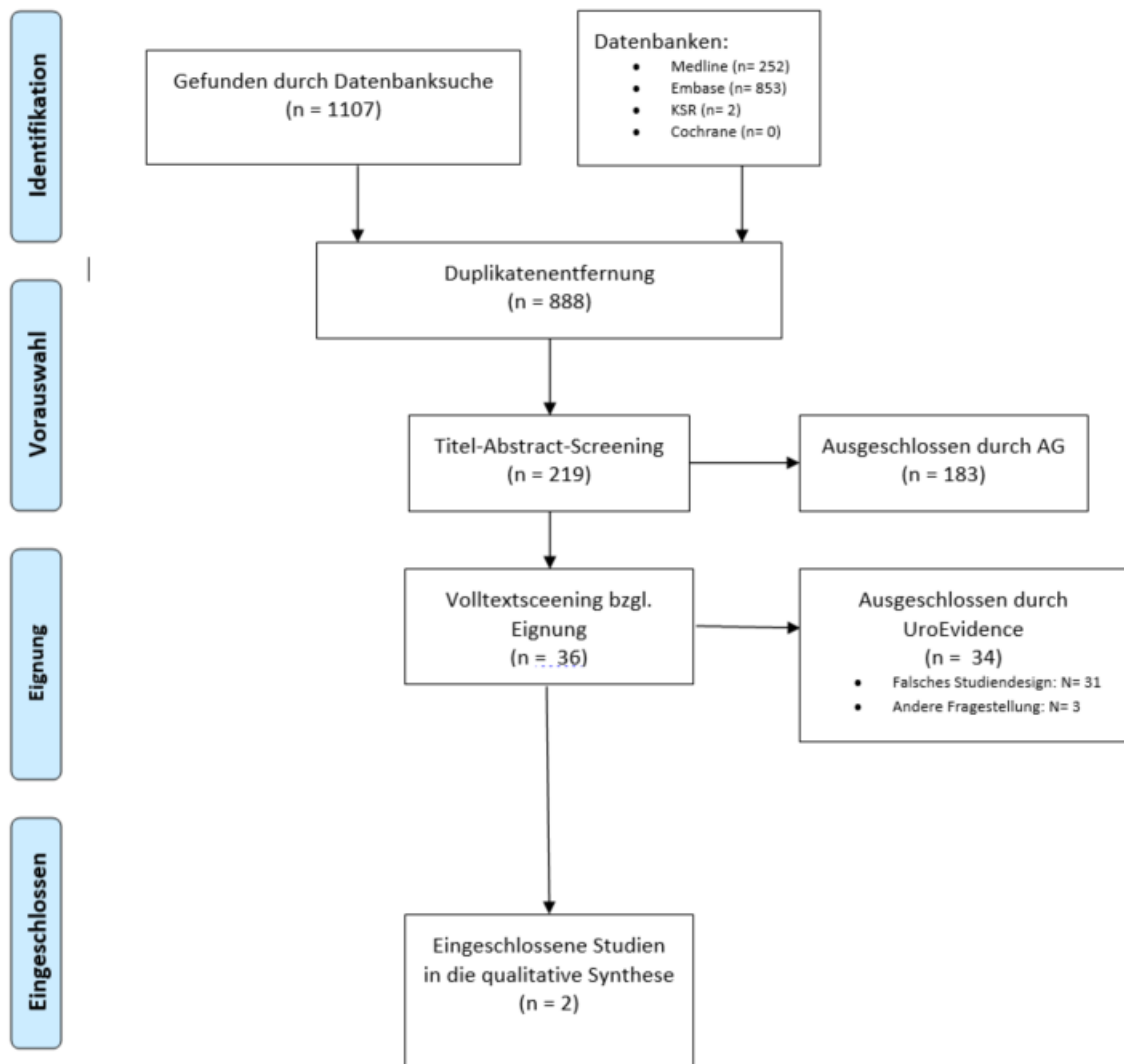 Identifikation
Gefunden durch Datenbanksuche
(n = 1107)
Datenbanken:
• Medline (n= 252)
• Embase (n= 853)
• KSR (n= 2)
• Cochrane (n= 0)
Duplikatenentfernung
(n = 888)
Vorauswahl
Titel-Abstract-Screening
(n = 219)
Ausgeschlossen durch AG
(n = 183)
Eignung
Volltextsceening bzgl.
Eignung
(n = 36)
Ausgeschlossen durch
UroEvidence
(n = 34)
• Falsches Studiendesign: N= 31
• Andere Fragestellung: N= 3
Eingeschlossen
Eingeschlossene Studien
in die qualitative Synthese
(n = 2)